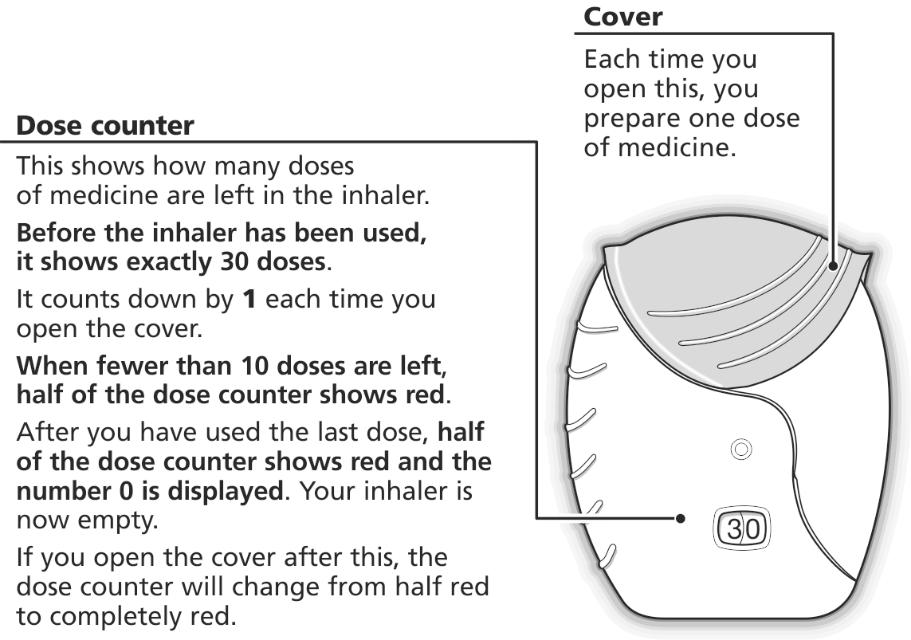 Cover
Each time you
open this, you
prepare one dose
of medicine.
Dose counter
This shows how many doses
of medicine are left in the inhaler.
Before the inhaler has been used,
it shows exactly 30 doses.
It counts down by 1 each time you
open the cover.
When fewer than 10 doses are left,
half of the dose counter shows red.
After you have used the last dose, half
of the dose counter shows red and the
number 0 is displayed. Your inhaler is
now empty.
If you open the cover after this, the
dose counter will change from half red
to completely red.
30